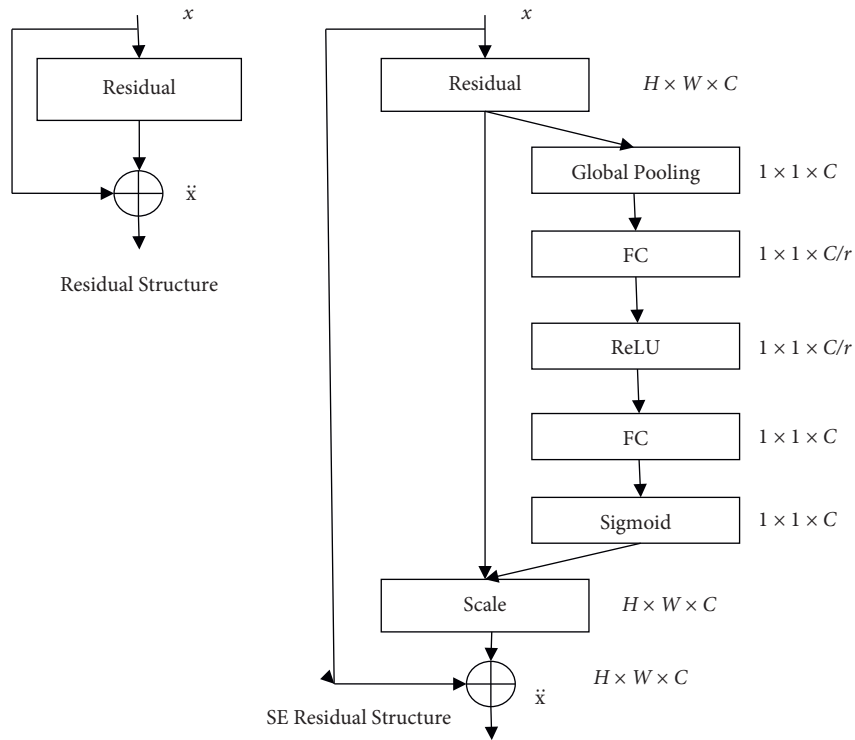 x
Residual
ẍ
Residual Structure
x
Residual
H × W × C
Global Pooling
1 × 1 × C
FC
1 × 1 × C/r
ReLU
1 × 1 × C/r
FC
1 × 1 × C
Sigmoid
1 × 1 × C
Scale
H × W × C
H × W × C
ẍ
SE Residual Structure